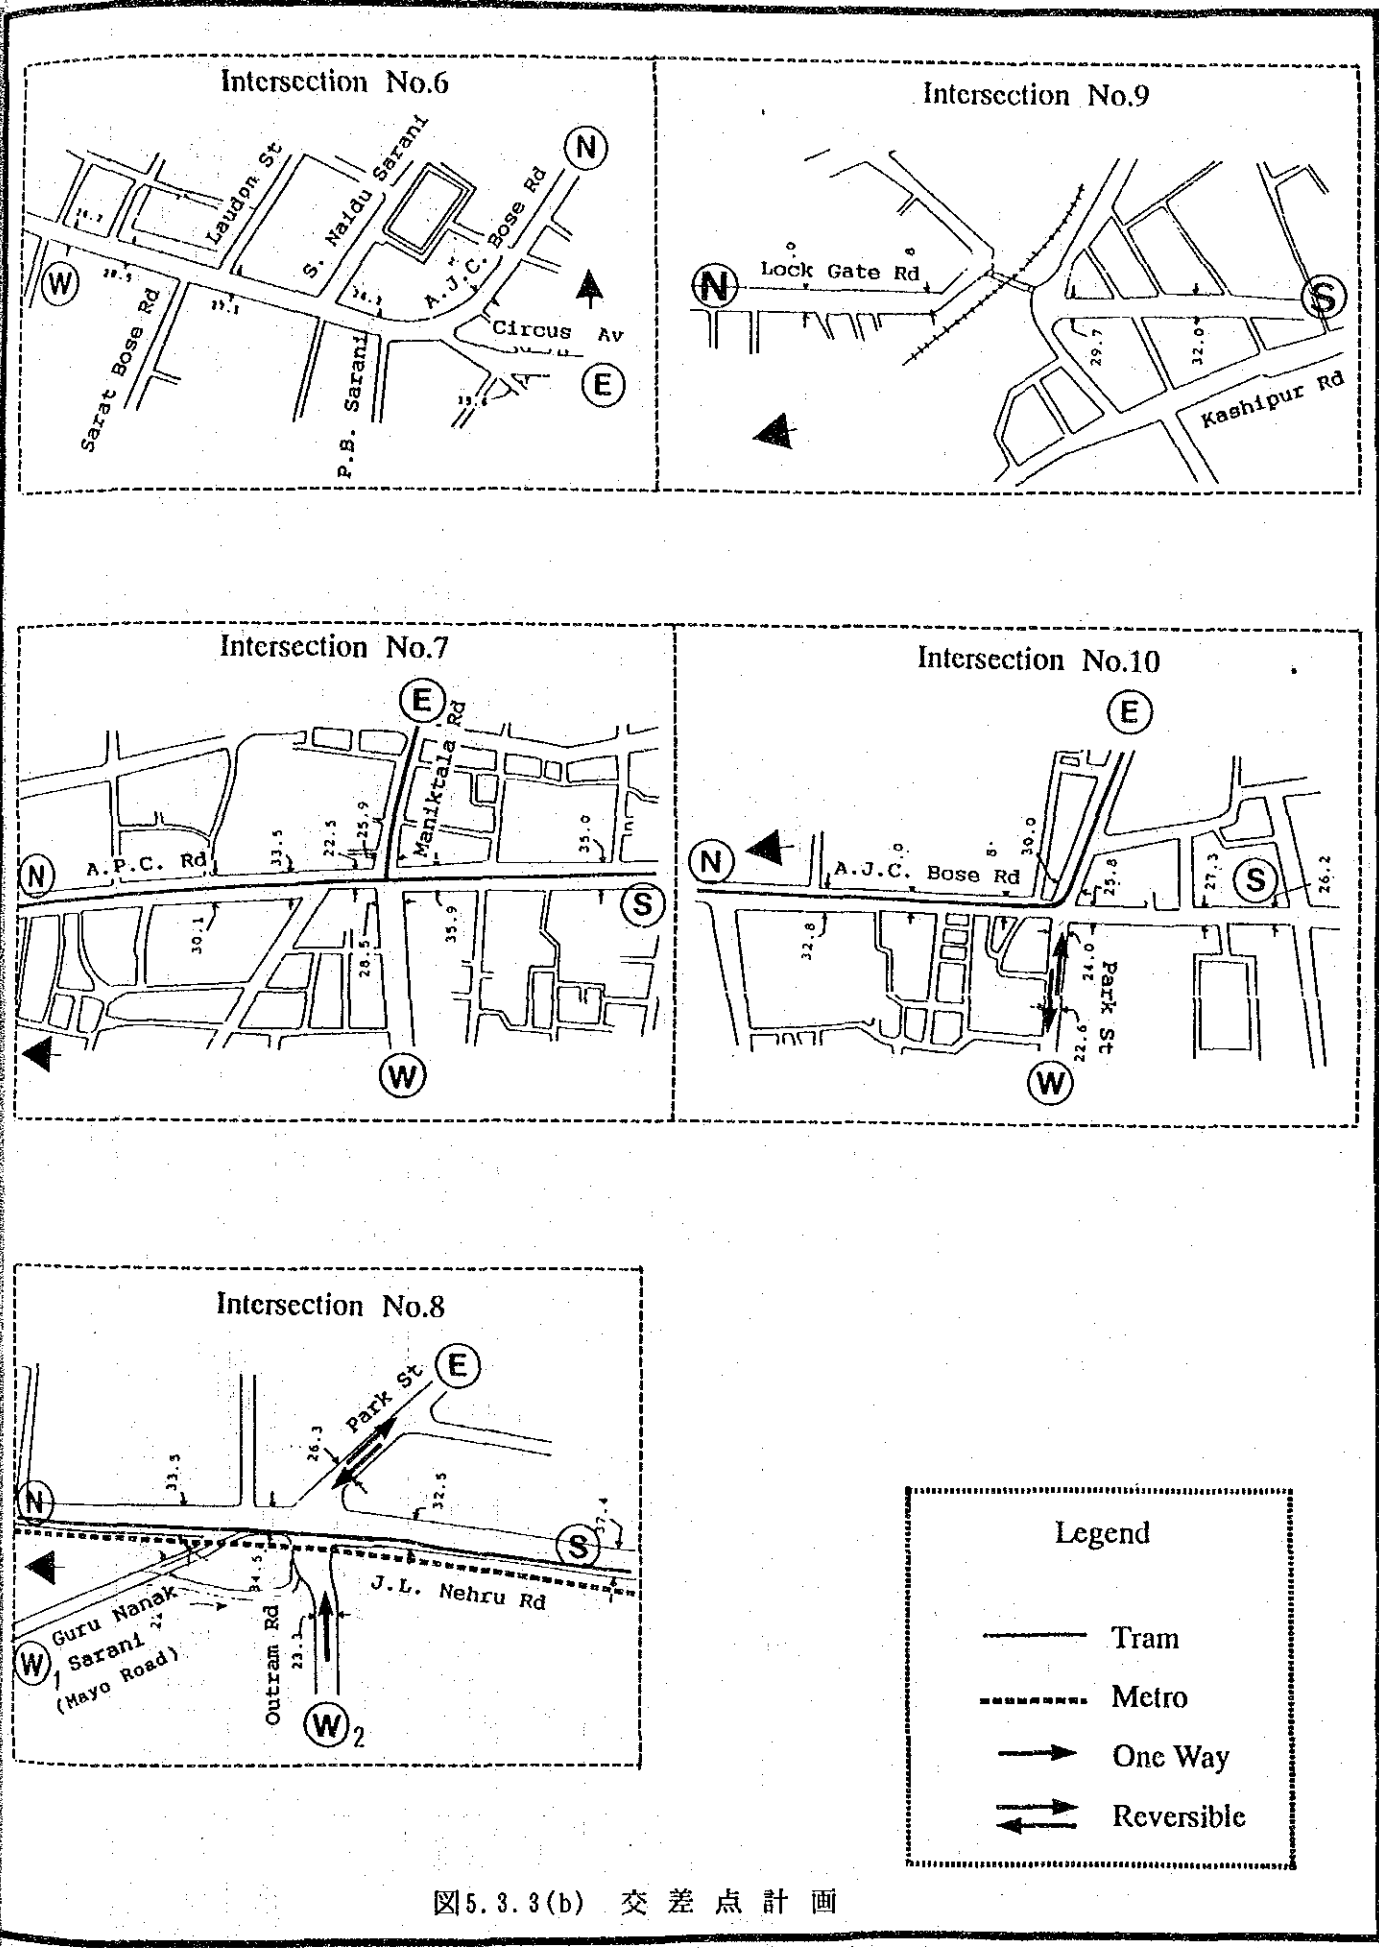 Intersection No.6
N
W
E
Laudon St
S. Naidu Sarani
A.J.C. Bose Rd
Circus Av
Sarat Bose Rd
P.B. Sarani
28.5
Intersection No.9
N
Lock Gate Rd
S
29.7
32.0
Kashipur Rd
Intersection No.7
E
Maniktala Rd
N
A.P.C. Rd
33.5
22.5
25.9
35.0
S
30.1
28.5
35.9
W
Intersection No.10
E
N
A.J.C. Bose Rd
30.0
25.8
27.3
S
26.2
32.8
24.0
Park St
22.6
W
Intersection No.8
E
Park St
26.3
33.5
N
32.5
37.4
S
34.5
J.L. Nehru Rd
Guru Nanak
Sarani
(Mayo Road)
W1
Outram Rd
W2
Legend
Tram
Metro
One Way
Reversible
図5.3.3(b) 交差点計画